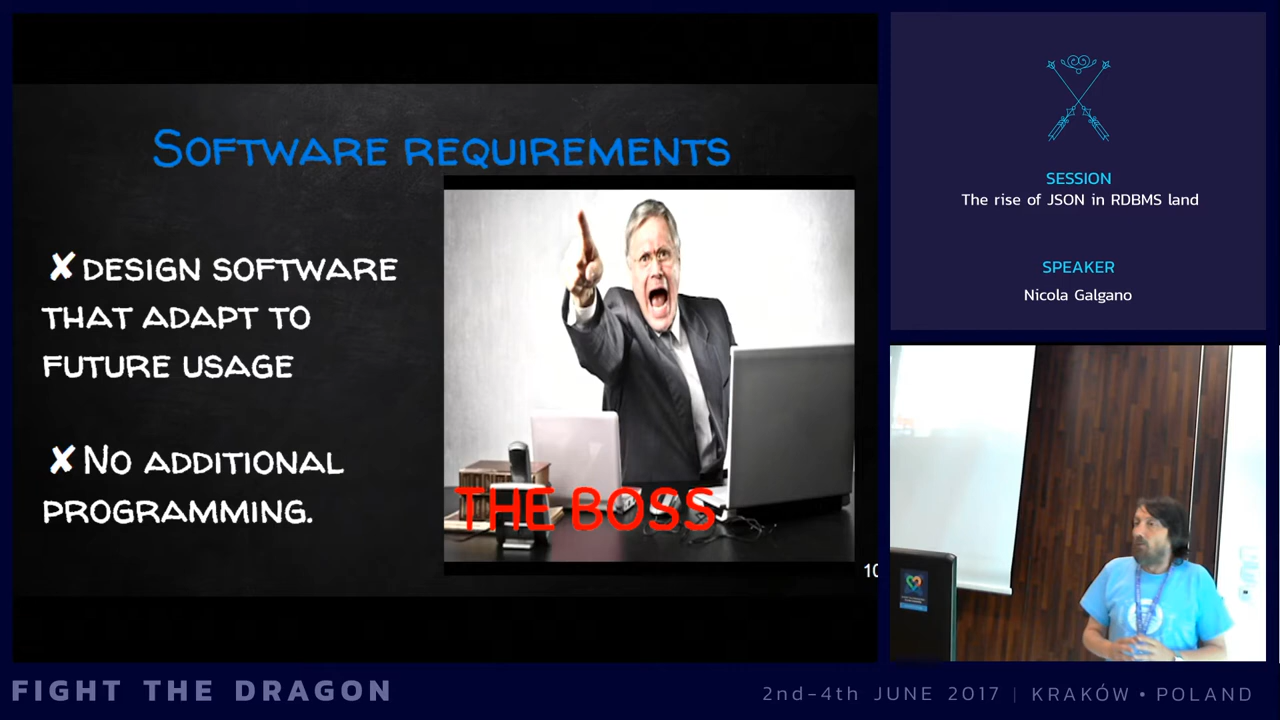 Software requirements
✘ design software
that adapt to
future usage
✘ No additional
programming.
THE BOSS
10
SESSION
The rise of JSON in RDBMS land
SPEAKER
Nicola Galgano
FIGHT THE DRAGON
2nd-4th JUNE 2017 | KRAKÓW • POLAND